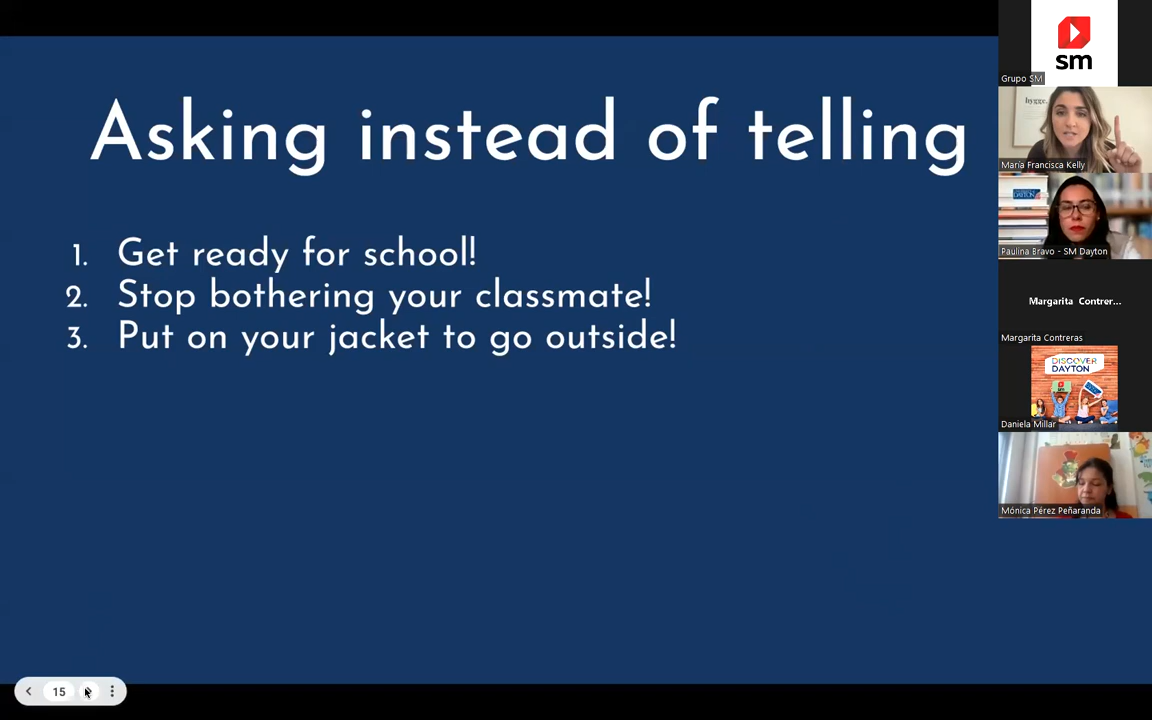 Asking instead of telling
1. Get ready for school!
2. Stop bothering your classmate!
3. Put on your jacket to go outside!
15
sm
Grupo SM
hygge.
María Francisca Kelly
DAYTON
Paulina Bravo - SM Dayton
Margarita Contrer...
Margarita Contreras
DISCOVER
DAYTON
Daniela Millar
Mónica Pérez Peñaranda